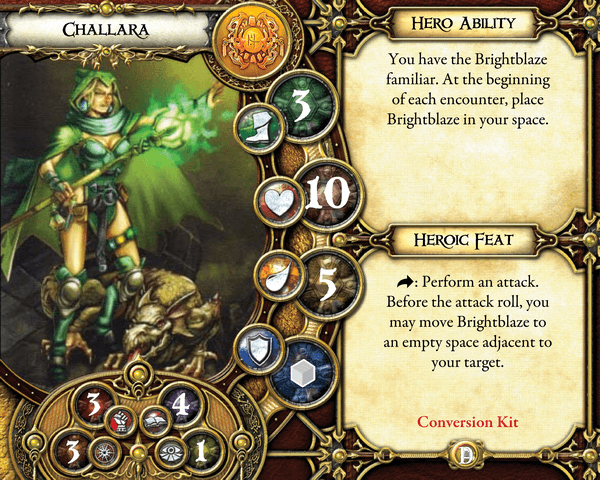 CHALLARA
3
10
5
3
4
3
1
HERO ABILITY
You have the Brightblaze
familiar. At the beginning
of each encounter, place
Brightblaze in your space.
HEROIC FEAT
: Perform an attack.
Before the attack roll, you
may move Brightblaze to
an empty space adjacent to
your target.
Conversion Kit
D